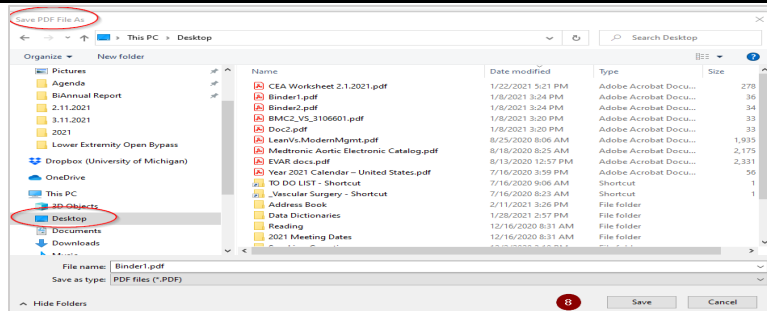 Save PDF File As
This PC > Desktop
Search Desktop
Organize
New folder
Pictures
Agenda
BiAnnual Report
2.11.2021
3.11.2021
2021
Lower Extremity Open Bypass
Dropbox (University of Michigan)
OneDrive
This PC
3D Objects
Desktop
Documents
Downloads
Name Date modified Type Size
CEA Worksheet 2.1.2021.pdf 1/22/2021 5:21 PM Adobe Acrobat Docu... 278
Binder1.pdf 1/8/2021 3:24 PM Adobe Acrobat Docu... 36
Binder2.pdf 1/8/2021 3:24 PM Adobe Acrobat Docu... 34
BMC2_VS_3106601.pdf 1/8/2021 3:20 PM Adobe Acrobat Docu... 33
Doc2.pdf 1/8/2021 3:20 PM Adobe Acrobat Docu... 33
LeanVs.ModernMgmt.pdf 8/25/2020 8:06 AM Adobe Acrobat Docu... 1,935
Medtronic Aortic Electronic Catalog.pdf 8/18/2020 8:25 AM Adobe Acrobat Docu... 2,175
EVAR docs.pdf 8/13/2020 12:57 PM Adobe Acrobat Docu... 2,331
Year 2021 Calendar – United States.pdf 7/16/2020 3:59 PM Adobe Acrobat Docu... 56
TO DO LIST - Shortcut 7/16/2020 9:06 AM Shortcut 1
_Vascular Surgery - Shortcut 7/16/2020 8:23 AM Shortcut 1
Address Book 2/11/2021 3:26 PM File folder
Data Dictionaries 1/28/2021 2:57 PM File folder
Reading 12/16/2020 8:31 AM File folder
2021 Meeting Dates 12/16/2020 8:31 AM File folder
File name: Binder1.pdf
Save as type: PDF files (*.PDF)
Hide Folders
8
Save
Cancel